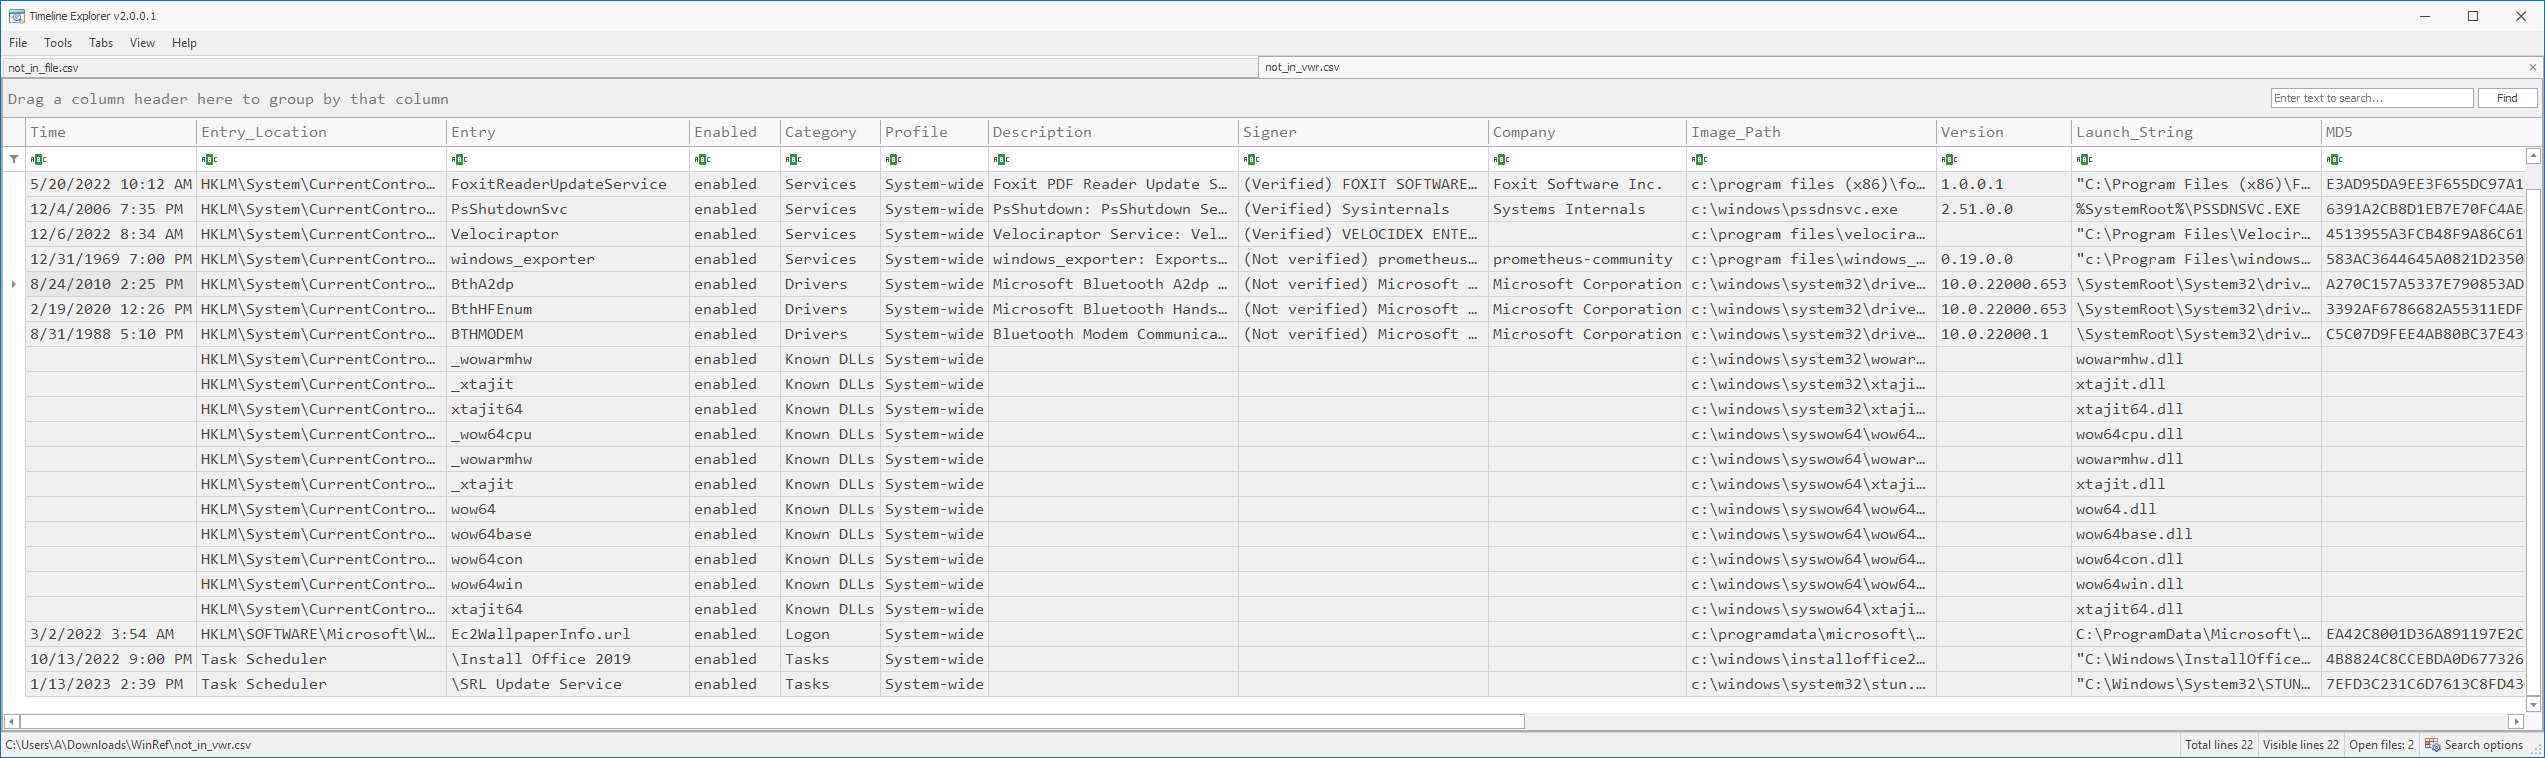 Timeline Explorer v2.0.0.1
File Tools Tabs View Help
not_in_file.csv not_in_vwr.csv
Drag a column header here to group by that column Enter text to search... Find
Time Entry_Location Entry Enabled Category Profile Description Signer Company Image_Path Version Launch_String MD5
5/20/2022 10:12 AM HKLM\System\CurrentContro… FoxitReaderUpdateService enabled Services System-wide Foxit PDF Reader Update S… (Verified) FOXIT SOFTWARE… Foxit Software Inc. c:\program files (x86)\fo… 1.0.0.1 "C:\Program Files (x86)\F… E3AD95DA9EE3F655DC97A1
12/4/2006 7:35 PM HKLM\System\CurrentContro… PsShutdownSvc enabled Services System-wide PsShutdown: PsShutdown Se… (Verified) Sysinternals Systems Internals c:\windows\pssdnsvc.exe 2.51.0.0 %SystemRoot%\PSSDNSVC.EXE 6391A2CB8D1EB7E70FC4AE
12/6/2022 8:34 AM HKLM\System\CurrentContro… Velociraptor enabled Services System-wide Velociraptor Service: Vel… (Verified) VELOCIDEX ENTE… c:\program files\velocira… "C:\Program Files\Velocir… 4513955A3FCB48F9A86C61
12/31/1969 7:00 PM HKLM\System\CurrentContro… windows_exporter enabled Services System-wide windows_exporter: Exports… (Not verified) prometheus… prometheus-community c:\program files\windows_… 0.19.0.0 "c:\Program Files\windows… 583AC3644645A0821D2350
8/24/2010 2:25 PM HKLM\System\CurrentContro… BthA2dp enabled Drivers System-wide Microsoft Bluetooth A2dp … (Not verified) Microsoft … Microsoft Corporation c:\windows\system32\drive… 10.0.22000.653 \SystemRoot\System32\driv… A270C157A5337E790853AD
2/19/2020 12:26 PM HKLM\System\CurrentContro… BthHFEnum enabled Drivers System-wide Microsoft Bluetooth Hands… (Not verified) Microsoft … Microsoft Corporation c:\windows\system32\drive… 10.0.22000.653 \SystemRoot\System32\driv… 3392AF6786682A55311EDF
8/31/1988 5:10 PM HKLM\System\CurrentContro… BTHMODEM enabled Drivers System-wide Bluetooth Modem Communica… (Not verified) Microsoft … Microsoft Corporation c:\windows\system32\drive… 10.0.22000.1 \SystemRoot\System32\driv… C5C07D9FEE4AB80BC37E43
HKLM\System\CurrentContro… _wowarmhw enabled Known DLLs System-wide c:\windows\system32\wowar… wowarmhw.dll
HKLM\System\CurrentContro… _xtajit enabled Known DLLs System-wide c:\windows\system32\xtaji… xtajit.dll
HKLM\System\CurrentContro… xtajit64 enabled Known DLLs System-wide c:\windows\system32\xtaji… xtajit64.dll
HKLM\System\CurrentContro… _wow64cpu enabled Known DLLs System-wide c:\windows\syswow64\wow64… wow64cpu.dll
HKLM\System\CurrentContro… _wowarmhw enabled Known DLLs System-wide c:\windows\syswow64\wowar… wowarmhw.dll
HKLM\System\CurrentContro… _xtajit enabled Known DLLs System-wide c:\windows\syswow64\xtaji… xtajit.dll
HKLM\System\CurrentContro… wow64 enabled Known DLLs System-wide c:\windows\syswow64\wow64… wow64.dll
HKLM\System\CurrentContro… wow64base enabled Known DLLs System-wide c:\windows\syswow64\wow64… wow64base.dll
HKLM\System\CurrentContro… wow64con enabled Known DLLs System-wide c:\windows\syswow64\wow64… wow64con.dll
HKLM\System\CurrentContro… wow64win enabled Known DLLs System-wide c:\windows\syswow64\wow64… wow64win.dll
HKLM\System\CurrentContro… xtajit64 enabled Known DLLs System-wide c:\windows\syswow64\xtaji… xtajit64.dll
3/2/2022 3:54 AM HKLM\SOFTWARE\Microsoft\W… Ec2WallpaperInfo.url enabled Logon System-wide c:\programdata\microsoft\… C:\ProgramData\Microsoft\… EA42C8001D36A891197E2C
10/13/2022 9:00 PM Task Scheduler \Install Office 2019 enabled Tasks System-wide c:\windows\installoffice2… "C:\Windows\InstallOffice… 4B8824C8CCEBDA0D677326
1/13/2023 2:39 PM Task Scheduler \SRL Update Service enabled Tasks System-wide c:\windows\system32\stun.… "C:\Windows\System32\STUN… 7EFD3C231C6D7613C8FD43
C:\Users\A\Downloads\WinRef\not_in_vwr.csv Total lines 22 Visible lines 22 Open files: 2 Search options